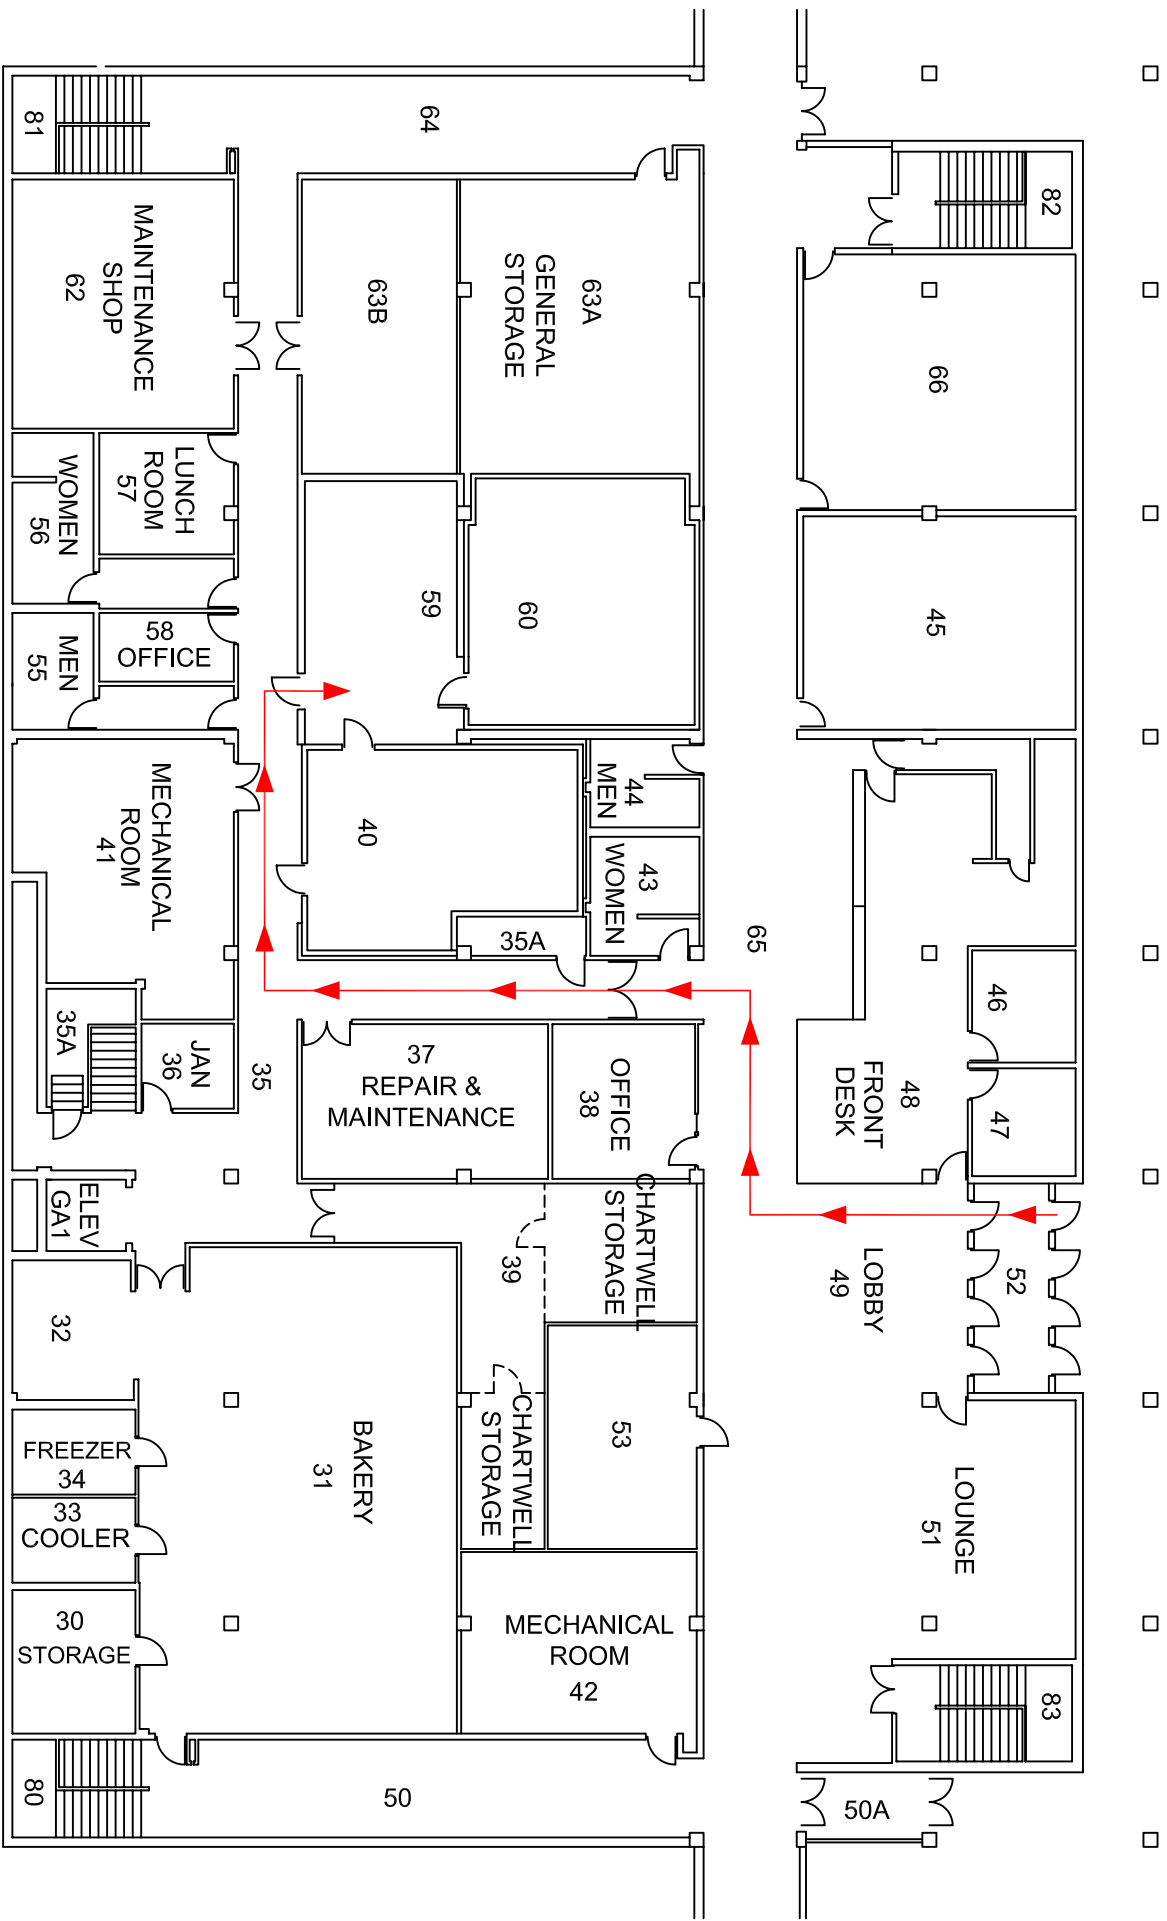 81
64
82
MAINTENANCE
SHOP
62
63B
GENERAL
STORAGE
63A
66
LUNCH
ROOM
57
WOMEN
56
59
60
45
58
OFFICE
MEN
55
MECHANICAL
ROOM
41
40
44
MEN
43
WOMEN
35A
65
46
35A
JAN
36
35
37
REPAIR &
MAINTENANCE
OFFICE
38
48
FRONT
DESK
47
ELEV
GA1
CHARTWELL
STORAGE
39
LOBBY
49
52
32
BAKERY
31
CHARTWELL
STORAGE
53
FREEZER
34
33
COOLER
LOUNGE
51
30
STORAGE
MECHANICAL
ROOM
42
83
80
50
50A